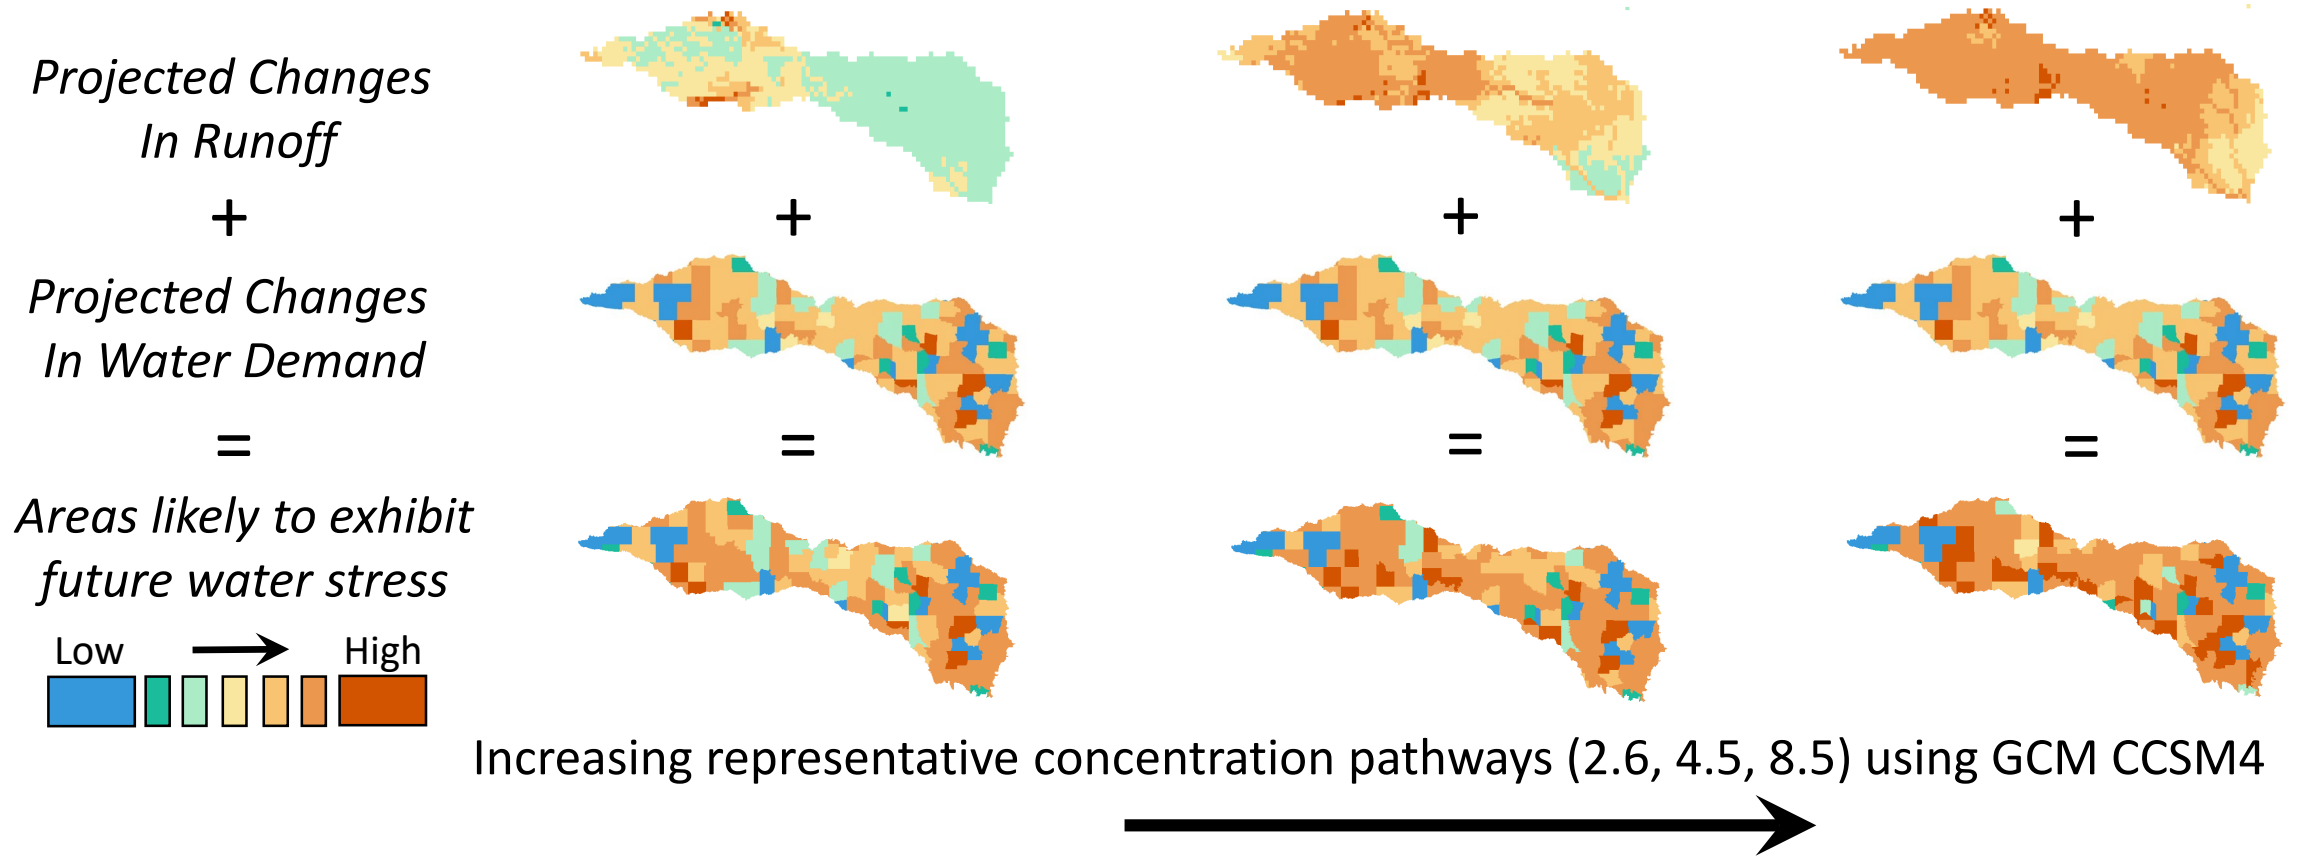 Projected Changes
In Runoff
+ + + +
Projected Changes
In Water Demand
= = = =
Areas likely to exhibit
future water stress
Low High
Increasing representative concentration pathways (2.6, 4.5, 8.5) using GCM CCSM4